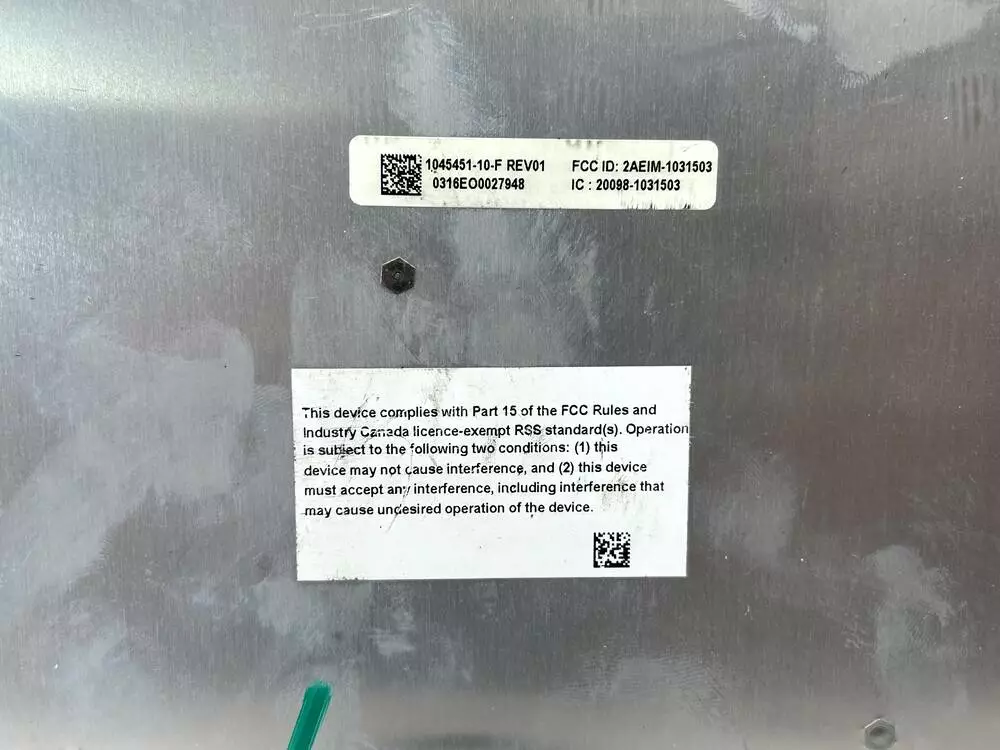 1045451-10-F REV01 FCC ID: 2AEIM-1031503
0316EO0027948 IC : 20098-1031503
This device complies with Part 15 of the FCC Rules and
Industry Canada licence-exempt RSS standard(s). Operation
is subject to the following two conditions: (1) this
device may not cause interference, and (2) this device
must accept any interference, including interference that
may cause undesired operation of the device.